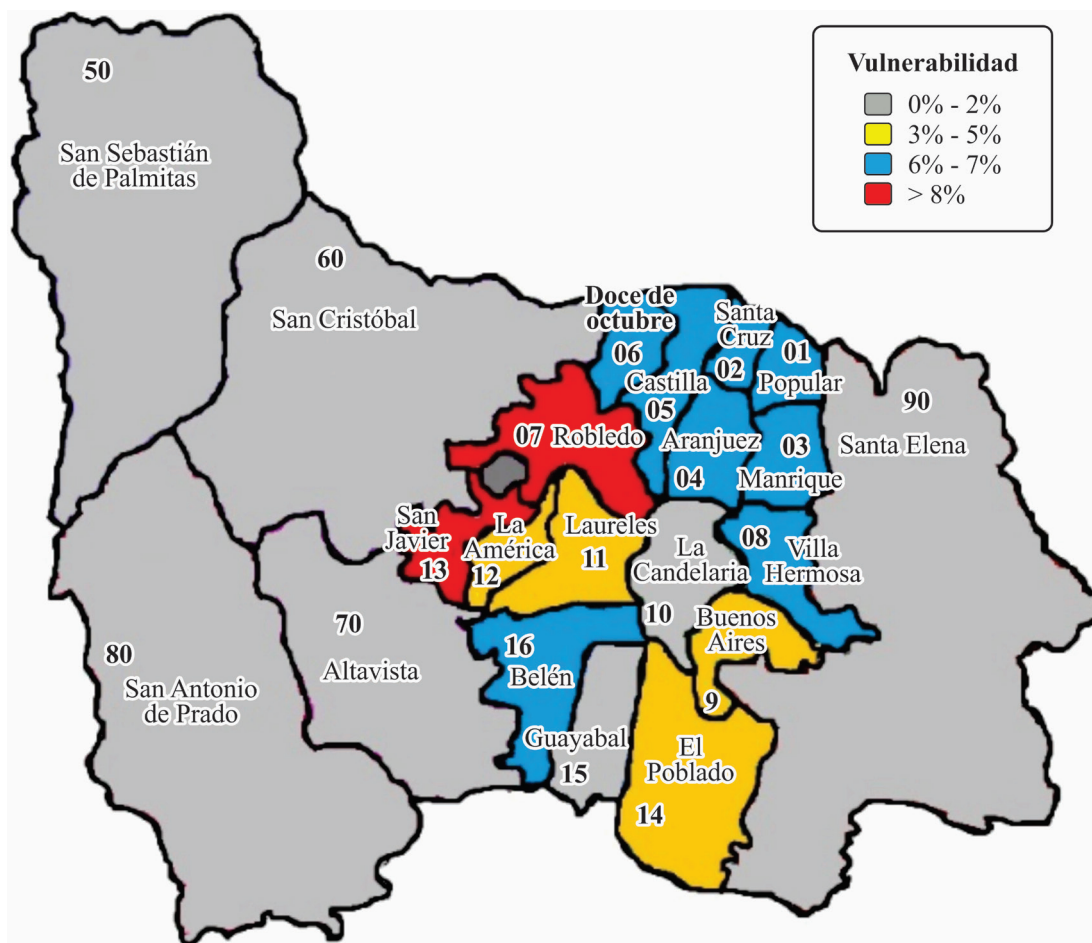 Vulnerabilidad
0% - 2%
3% - 5%
6% - 7%
> 8%
50
San Sebastián
de Palmitas
60
San Cristóbal
Doce de
octubre
06
Santa
Cruz
02
01
Popular
Castilla
05
90
Santa Elena
07 Robledo
Aranjuez
04
03
Manrique
San
Javier
13
La
América
12
Laureles
11
La
Candelaria
10
08
Villa
Hermosa
Buenos
Aires
9
70
Altavista
16
Belén
80
San Antonio
de Prado
Guayabal
15
El
Poblado
14